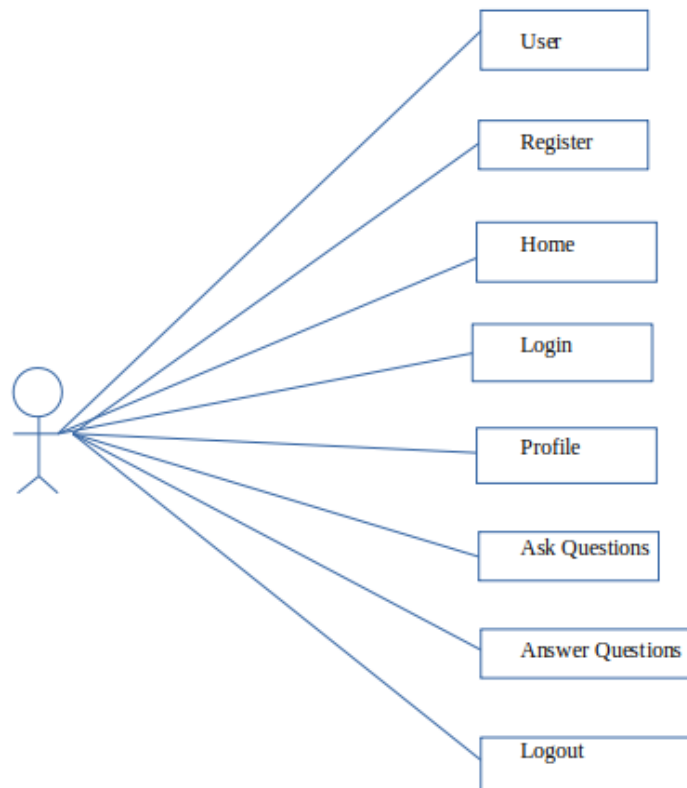 User
Register
Home
Login
Profile
Ask Questions
Answer Questions
Logout